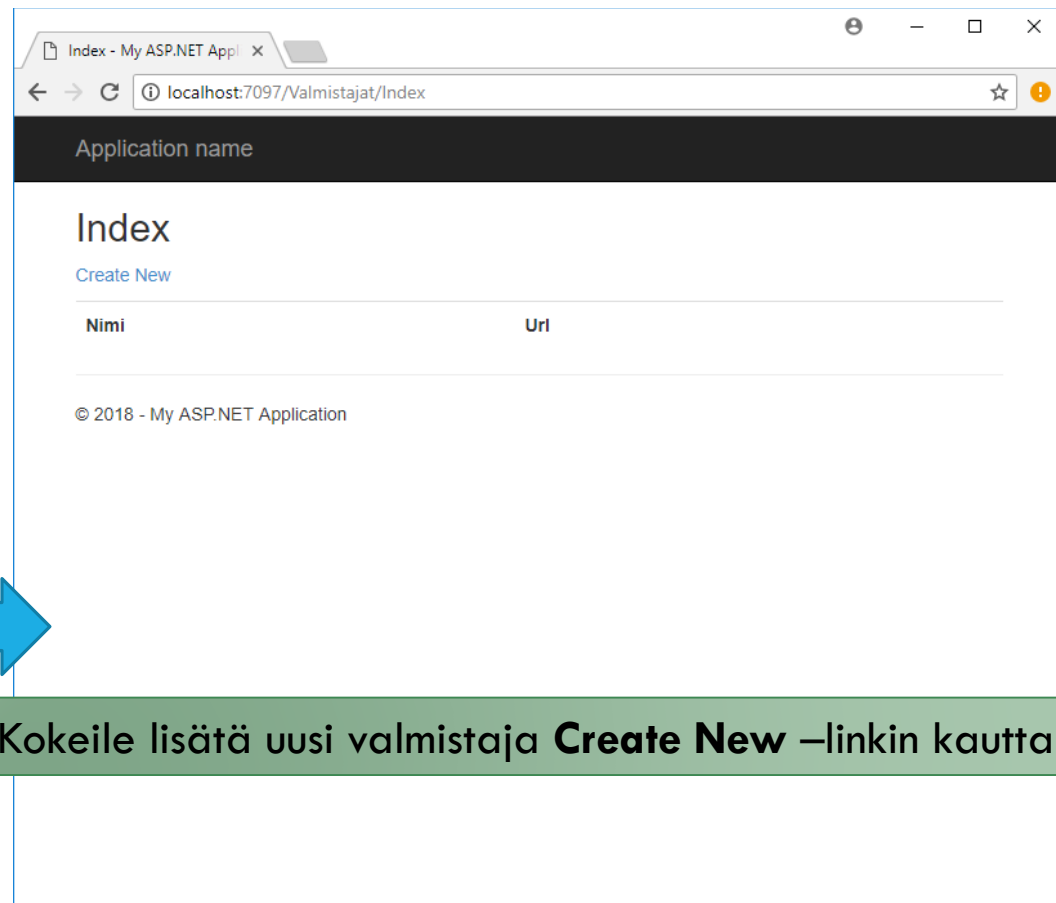 Index - My ASP.NET Appl
localhost:7097/Valmistajat/Index
Application name
Index
Create New
Nimi Url
© 2018 - My ASP.NET Application
Kokeile lisätä uusi valmistaja Create New –linkin kautta